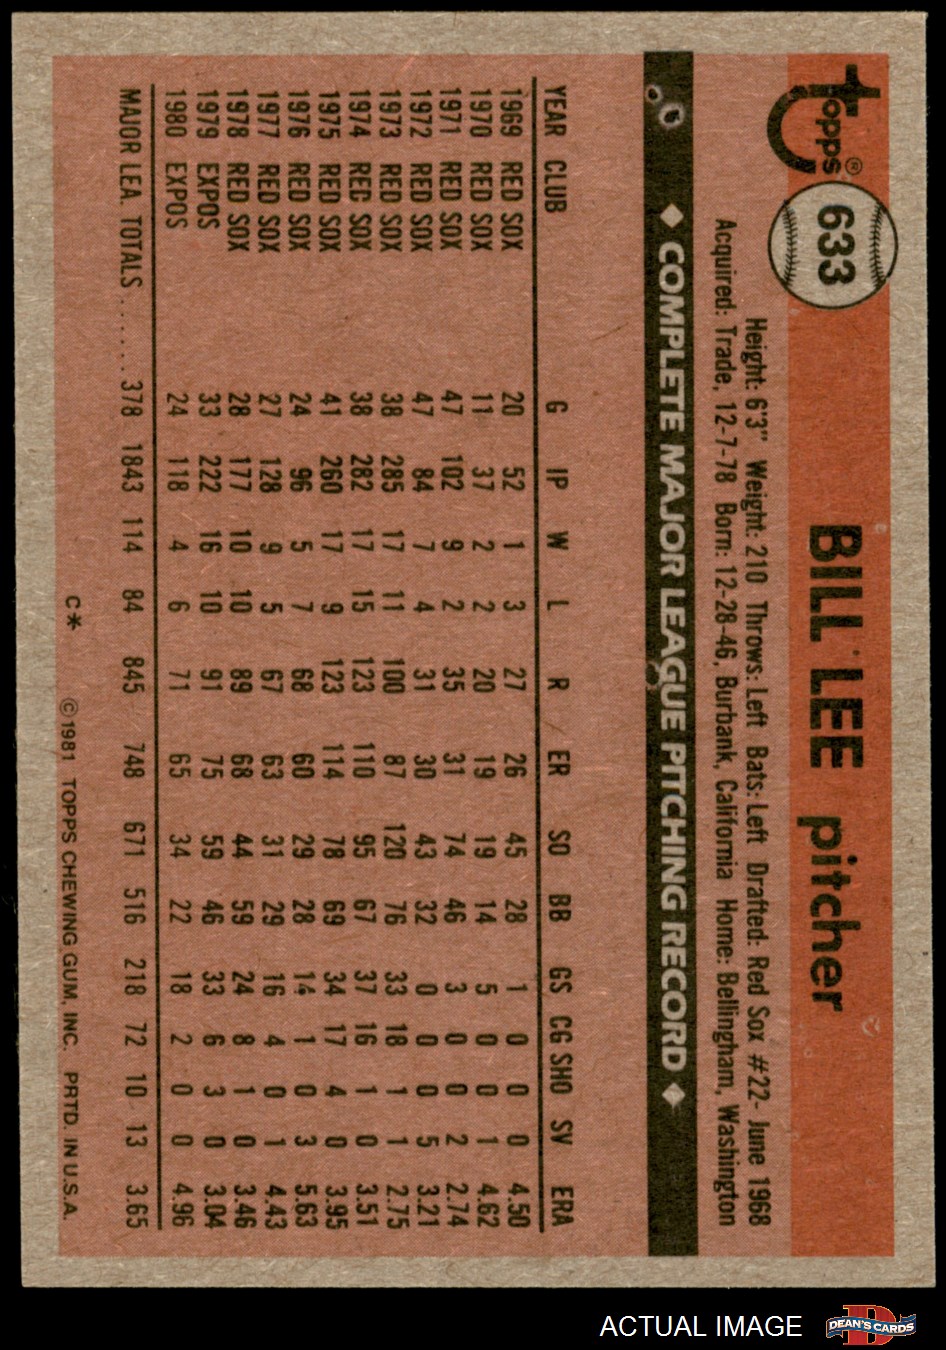 Topps®
633
BILL LEE pitcher
Height: 6'3" Weight: 210 Throws: Left Bats: Left Drafted: Red Sox #22- June 1968
Acquired: Trade, 12-7-78 Born: 12-28-46, Burbank, California Home: Bellingham, Washington
◆ COMPLETE MAJOR LEAGUE PITCHING RECORD ◆
YEAR CLUB G IP W L R ER SO BB GS CG SHO SV ERA
1969 RED SOX 20 52 1 3 27 26 45 28 1 0 0 0 4.50
1970 RED SOX 11 37 2 2 20 19 19 14 5 0 0 1 4.62
1971 RED SOX 47 102 9 2 35 31 74 46 3 0 0 2 2.74
1972 RED SOX 47 84 7 4 31 30 43 32 0 0 0 5 3.21
1973 RED SOX 38 285 17 11 100 87 120 76 33 18 1 1 2.75
1974 RED SOX 38 282 17 15 123 110 95 67 37 16 1 0 3.51
1975 RED SOX 41 260 17 9 123 114 78 69 34 17 4 0 3.95
1976 RED SOX 24 96 5 7 68 60 29 28 14 1 0 3 5.63
1977 RED SOX 27 128 9 5 67 63 31 29 16 4 0 1 4.43
1978 RED SOX 28 177 10 10 89 68 44 59 24 8 1 0 3.46
1979 EXPOS 33 222 16 10 91 75 59 46 33 6 3 0 3.04
1980 EXPOS 24 118 4 6 71 65 34 22 18 2 0 0 4.96
MAJOR LEA. TOTALS ...... 378 1843 114 84 845 748 671 516 218 72 10 13 3.65
C* ©1981 TOPPS CHEWING GUM, INC. PRTD. IN U.S.A.
ACTUAL IMAGE
DEAN'S CARDS